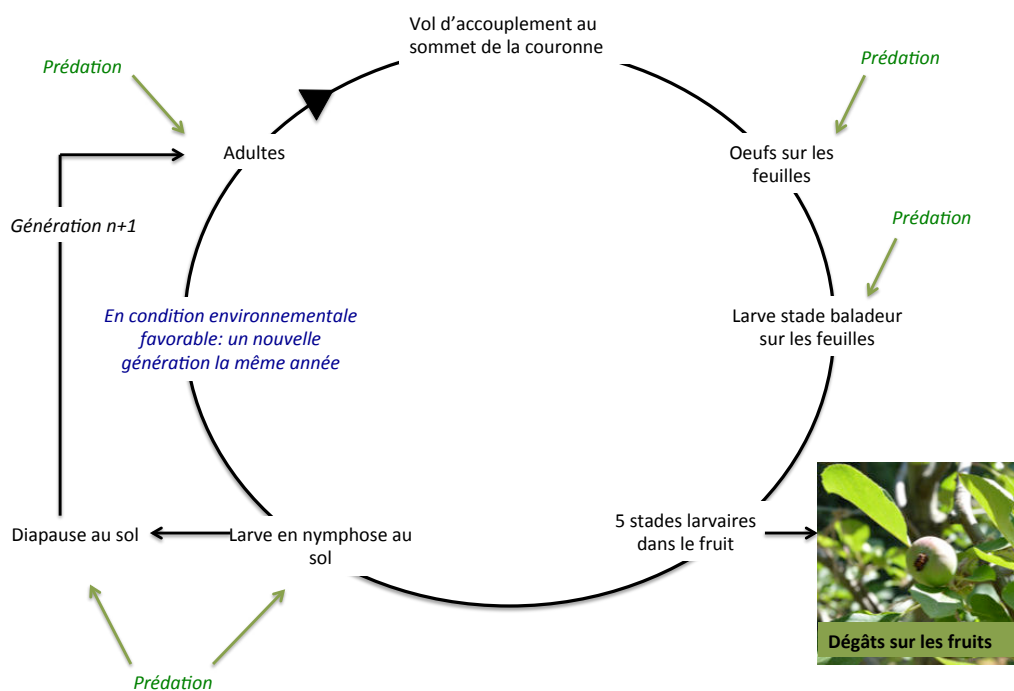 Vol d'accouplement au
sommet de la couronne
Prédation
Prédation
Adultes
Oeufs sur les
feuilles
Génération n+1
Prédation
En condition environnementale
favorable: un nouvelle
génération la même année
Larve stade baladeur
sur les feuilles
Diapause au sol
Larve en nymphose au
sol
5 stades larvaires
dans le fruit
Dégâts sur les fruits
Prédation